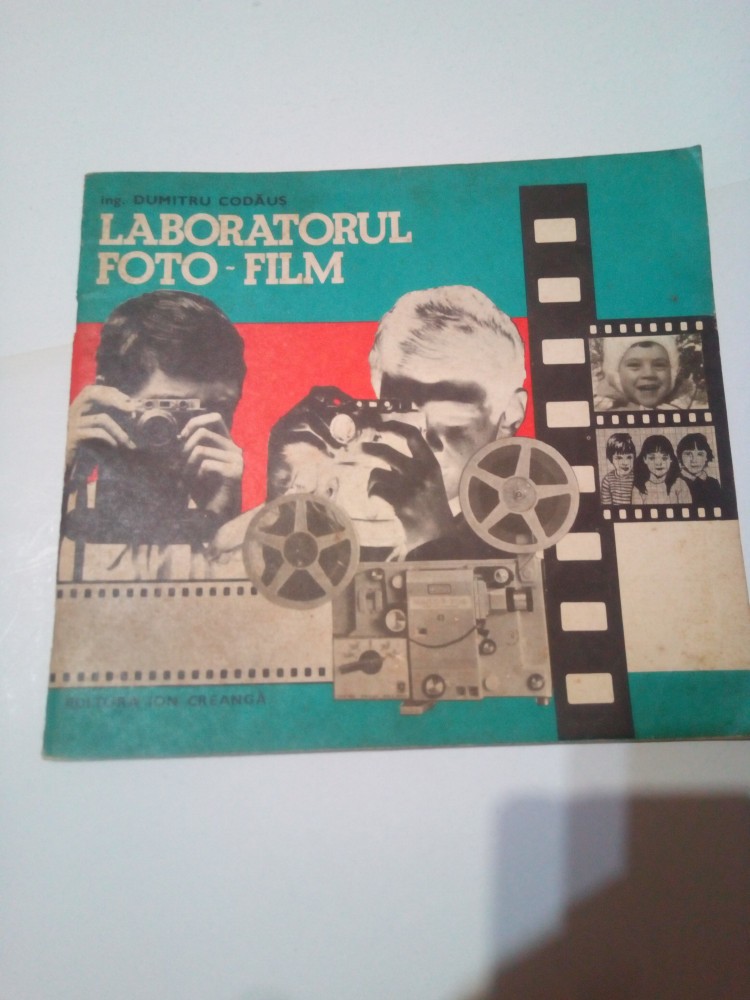 ing. DUMITRU CODĂUS
LABORATORUL
FOTO - FILM
EDITURA ION CREANGĂ